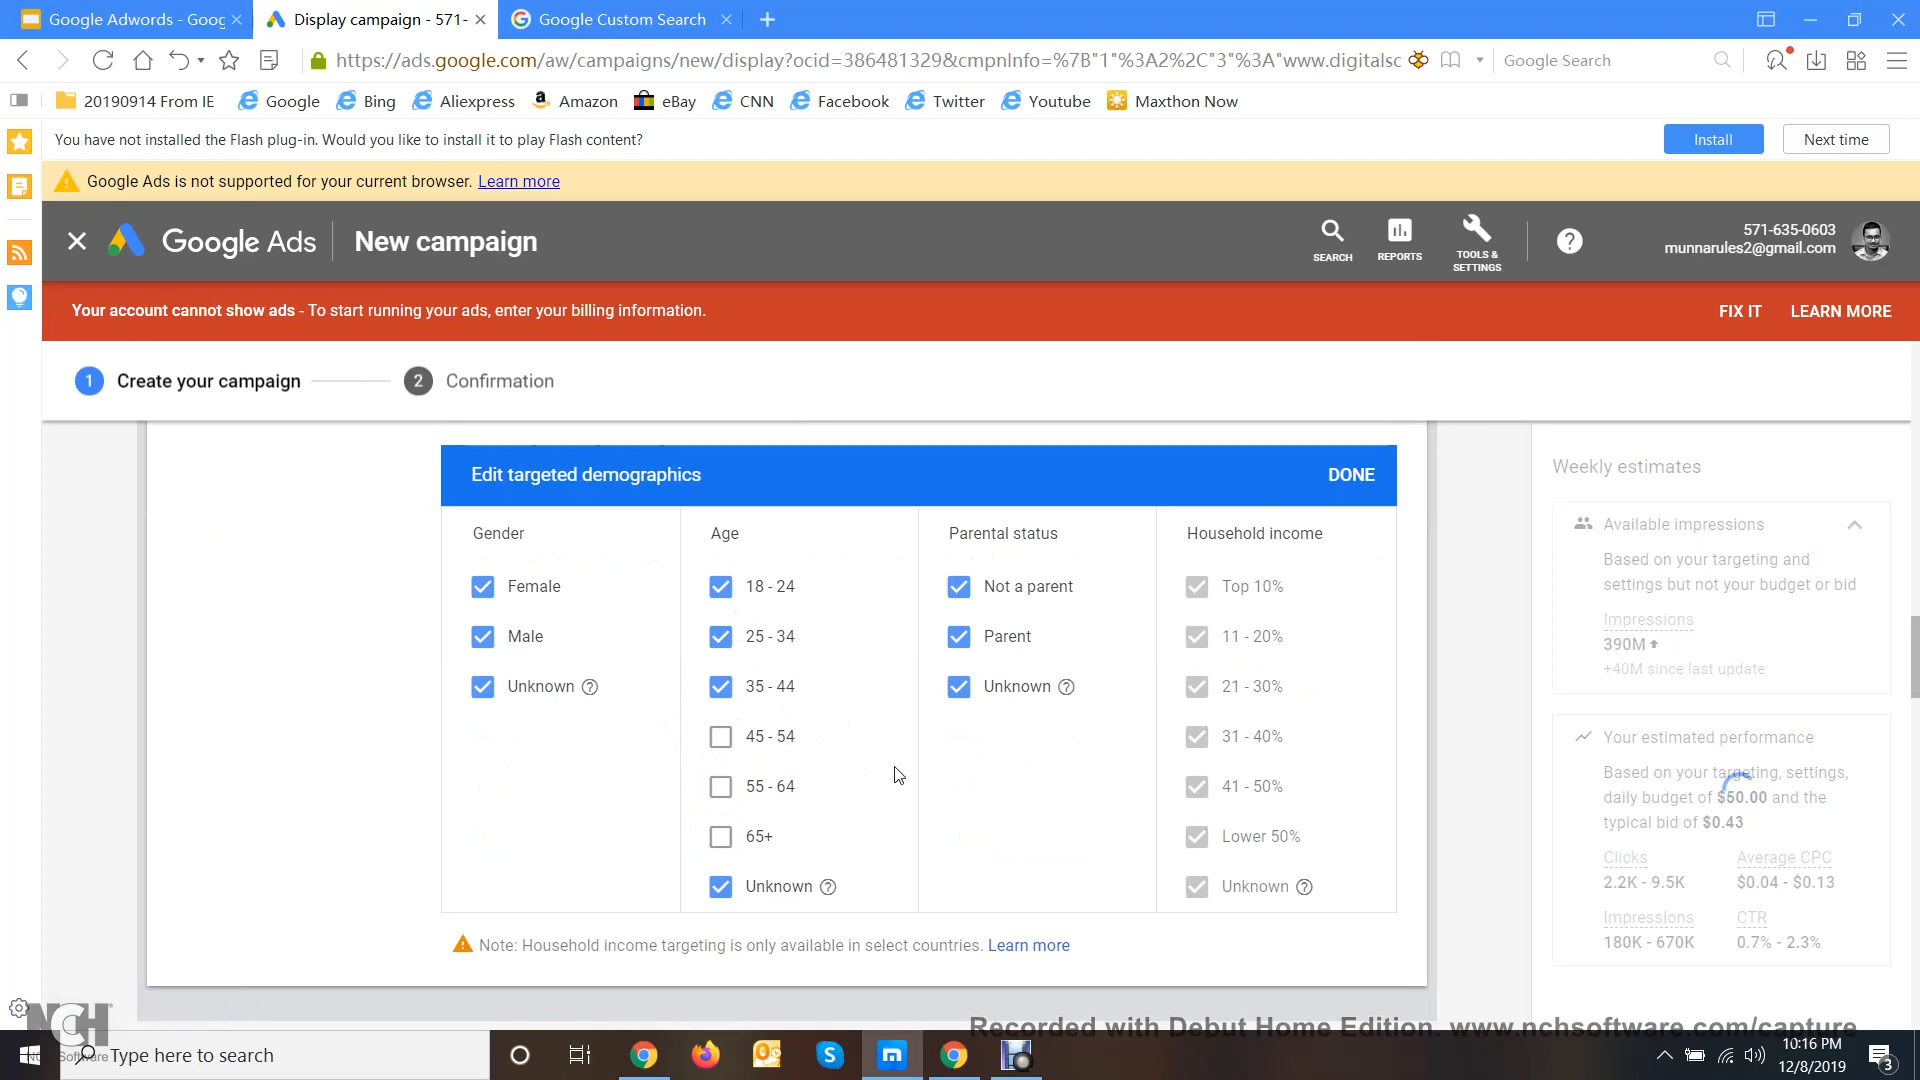 Google Adwords - Goog
Display campaign - 571-
Google Custom Search
https://ads.google.com/aw/campaigns/new/display?ocid=386481329&cmpnInfo=%7B"1"%3A2%2C"3"%3A"www.digitalsc
Google Search
20190914 From IE
Google
Bing
Aliexpress
Amazon
eBay
CNN
Facebook
Twitter
Youtube
Maxthon Now
You have not installed the Flash plug-in. Would you like to install it to play Flash content?
Install
Next time
Google Ads is not supported for your current browser. Learn more
Google Ads
New campaign
SEARCH
REPORTS
TOOLS &
SETTINGS
571-635-0603
munnarules2@gmail.com
Your account cannot show ads - To start running your ads, enter your billing information.
FIX IT
LEARN MORE
1 Create your campaign
2 Confirmation
Edit targeted demographics
DONE
Gender
Female
Male
Unknown
Age
18 - 24
25 - 34
35 - 44
45 - 54
55 - 64
65+
Unknown
Parental status
Not a parent
Parent
Unknown
Household income
Top 10%
11 - 20%
21 - 30%
31 - 40%
41 - 50%
Lower 50%
Unknown
Note: Household income targeting is only available in select countries. Learn more
Weekly estimates
Available impressions
Based on your targeting and
settings but not your budget or bid
Impressions
390M
+40M since last update
Your estimated performance
Based on your targeting, settings,
daily budget of $50.00 and the
typical bid of $0.43
Clicks
2.2K - 9.5K
Average CPC
$0.04 - $0.13
Impressions
180K - 670K
CTR
0.7% - 2.3%
NCH
Software
Recorded with Debut Home Edition. www.nchsoftware.com/capture
Type here to search
10:16 PM
12/8/2019
3